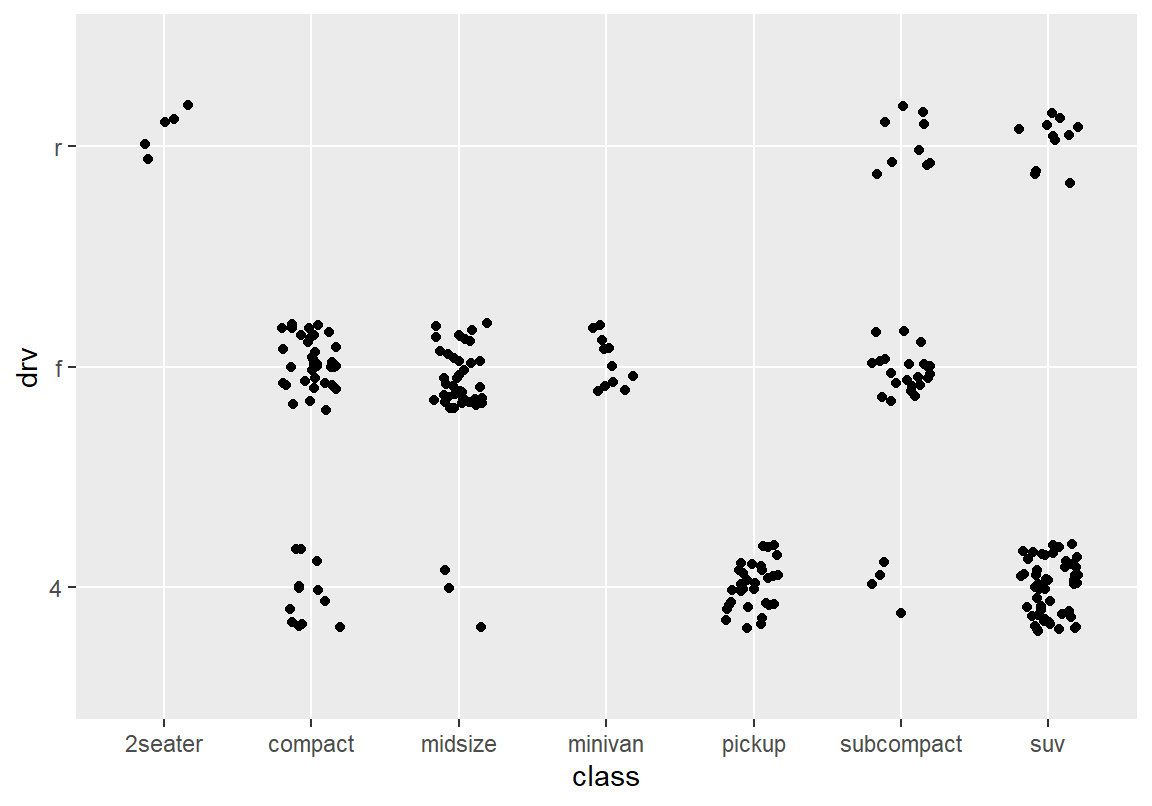 r
f
4
drv
2seater compact midsize minivan pickup subcompact suv
class